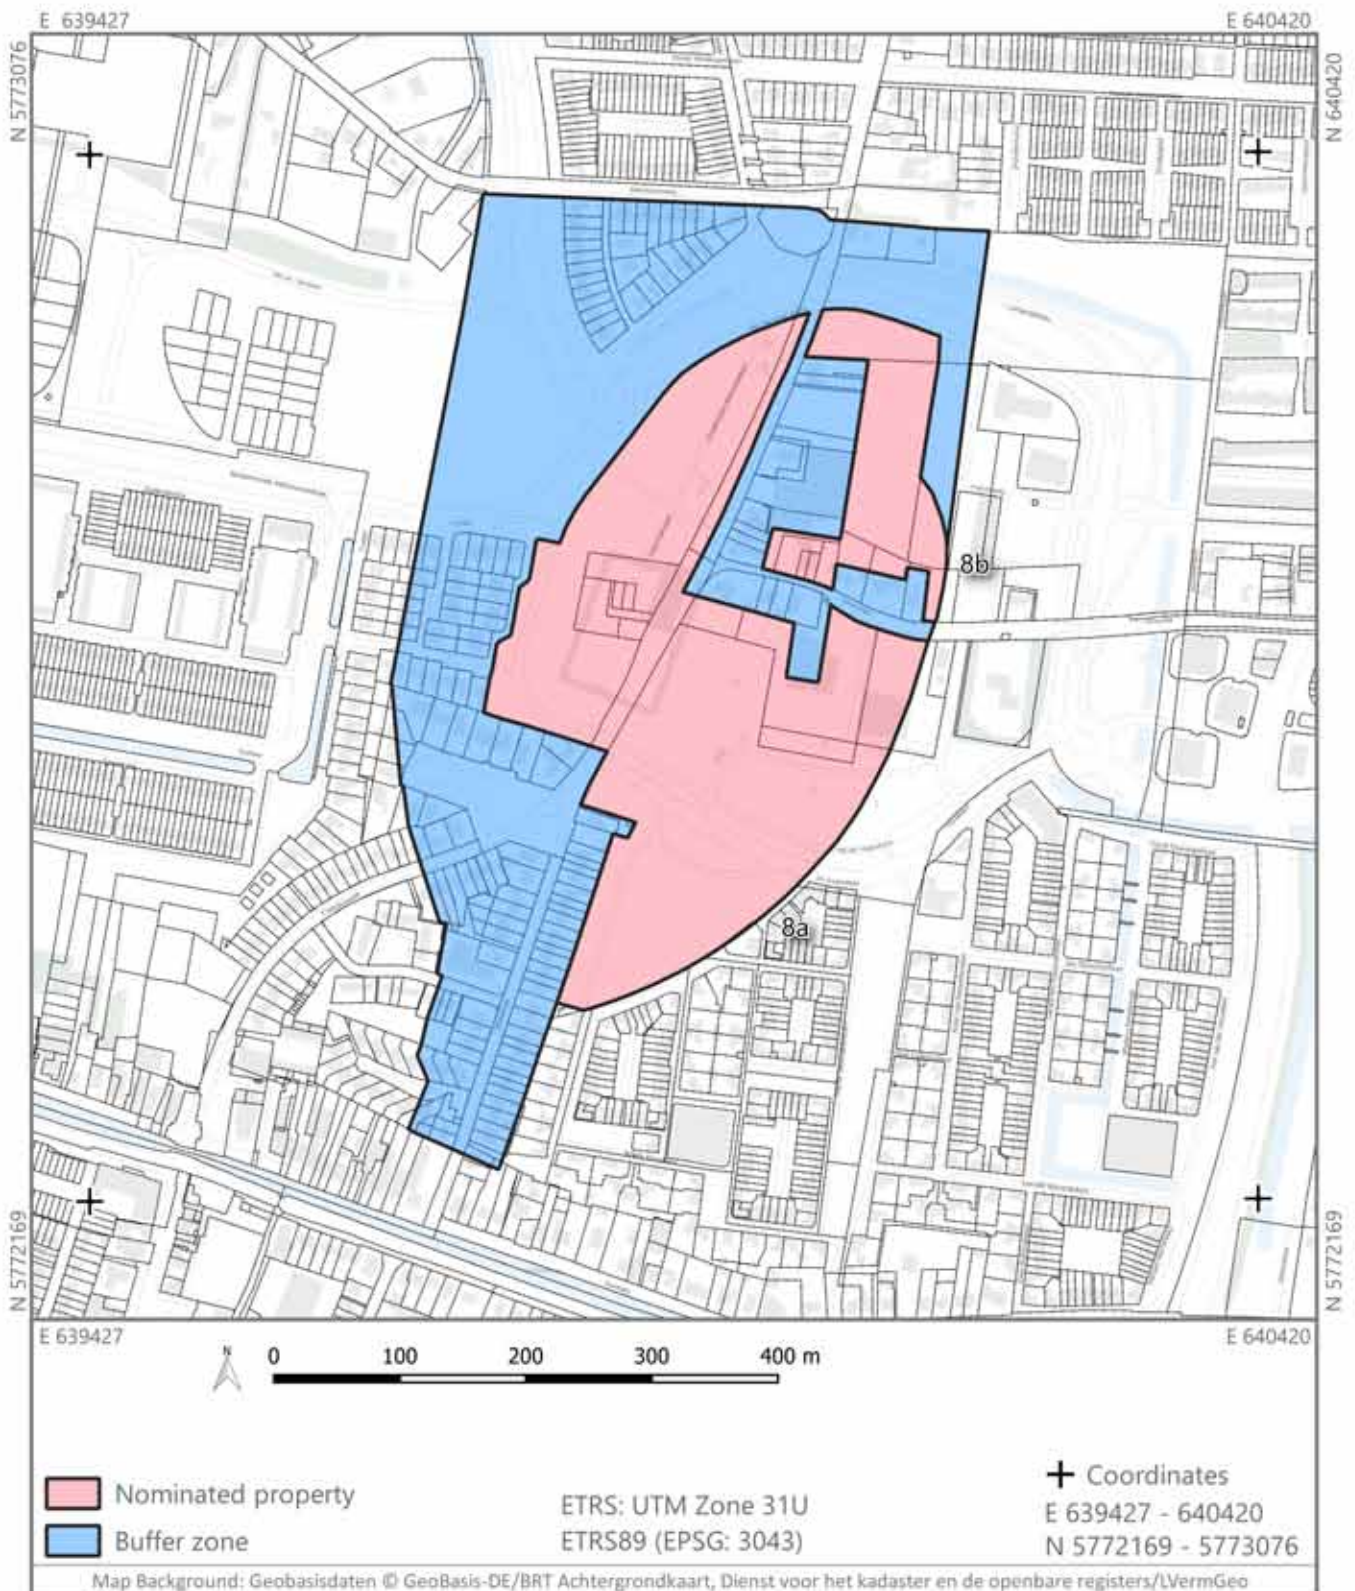 E 639427
E 640420
N 5773076
N 640420
8b
8a
N 5772169
N 5772169
E 639427
E 640420
N
0 100 200 300 400 m
Nominated property
Buffer zone
ETRS: UTM Zone 31U
ETRS89 (EPSG: 3043)
Coordinates
E 639427 - 640420
N 5772169 - 5773076
Map Background: Geobasisdaten © GeoBasis-DE/BRT Achtergrondkaart, Dienst voor het kadaster en de openbare registers/LVermGeo